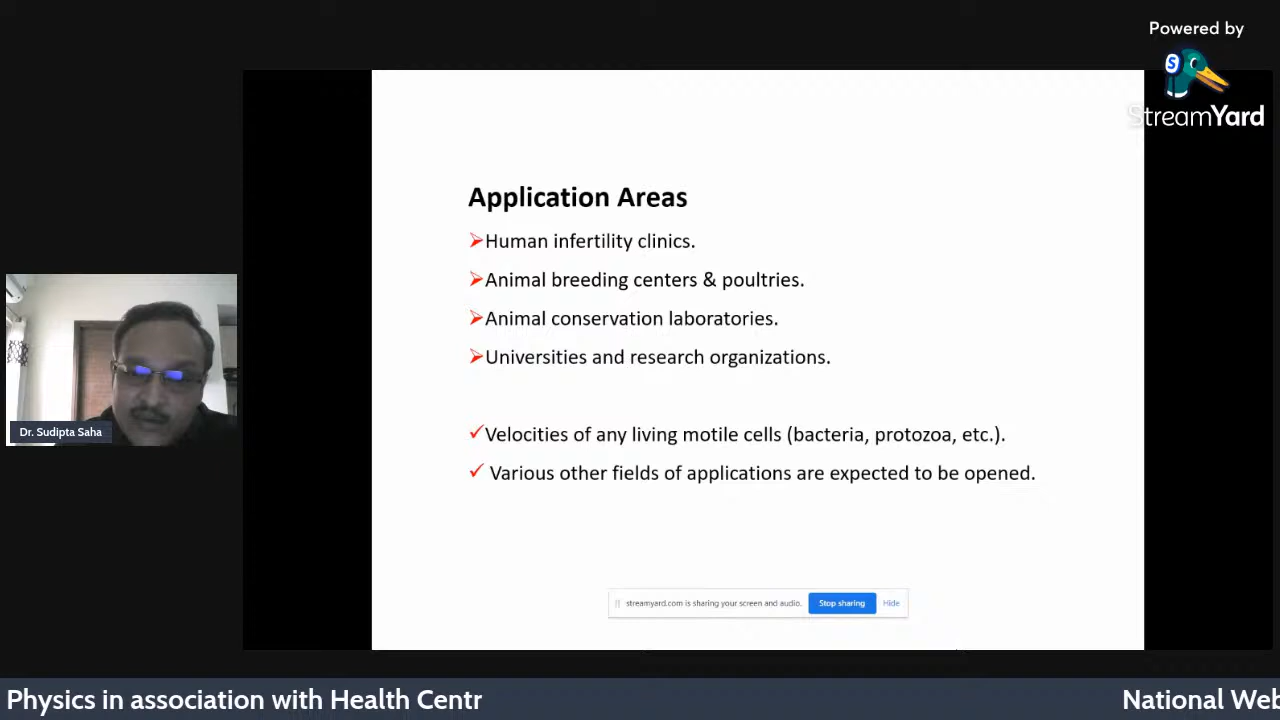 Powered by
StreamYard
Application Areas
➢Human infertility clinics.
➢Animal breeding centers & poultries.
➢Animal conservation laboratories.
➢Universities and research organizations.
✓Velocities of any living motile cells (bacteria, protozoa, etc.).
✓ Various other fields of applications are expected to be opened.
Dr. Sudipta Saha
streamyard.com is sharing your screen and audio. Stop sharing Hide
Physics in association with Health Centr National Web